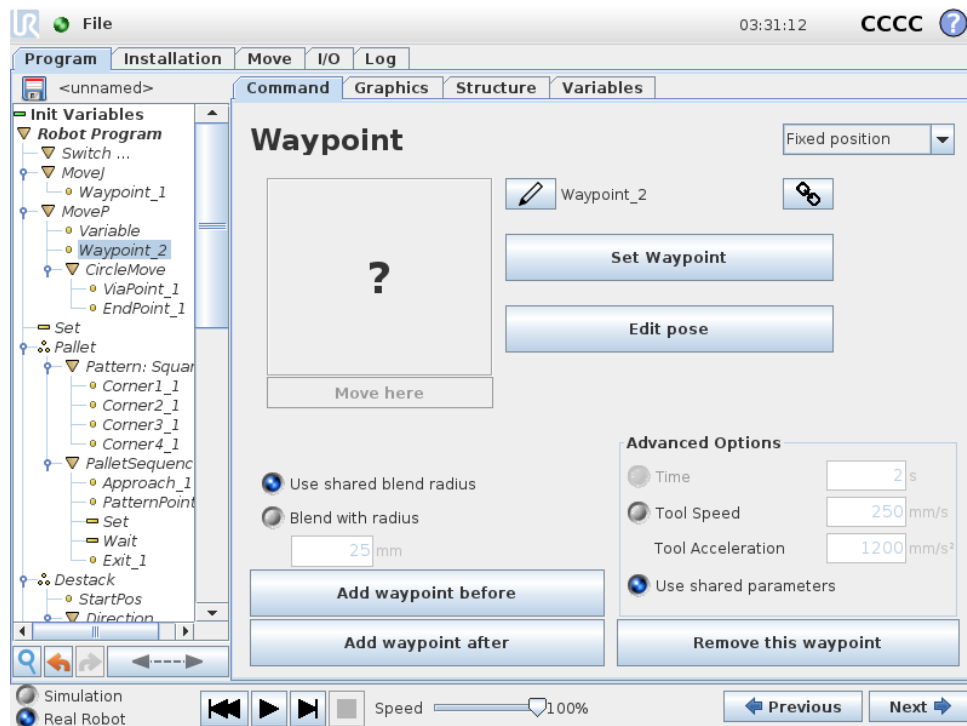 UR File 03:31:12 CCCC ?
Program Installation Move I/O Log
<unnamed> Command Graphics Structure Variables
Init Variables
Robot Program
Switch ...
MoveJ
Waypoint_1
MoveP
Variable
Waypoint_2
CircleMove
ViaPoint_1
EndPoint_1
Set
Pallet
Pattern: Squar
Corner1_1
Corner2_1
Corner3_1
Corner4_1
PalletSequenc
Approach_1
PatternPoint
Set
Wait
Exit_1
Destack
StartPos
Direction
Waypoint
Fixed position
?
Move here
Waypoint_2
Set Waypoint
Edit pose
Use shared blend radius
Blend with radius
25 mm
Advanced Options
Time 2 s
Tool Speed 250 mm/s
Tool Acceleration 1200 mm/s²
Use shared parameters
Add waypoint before
Add waypoint after
Remove this waypoint
Simulation
Real Robot
Speed 100%
Previous Next